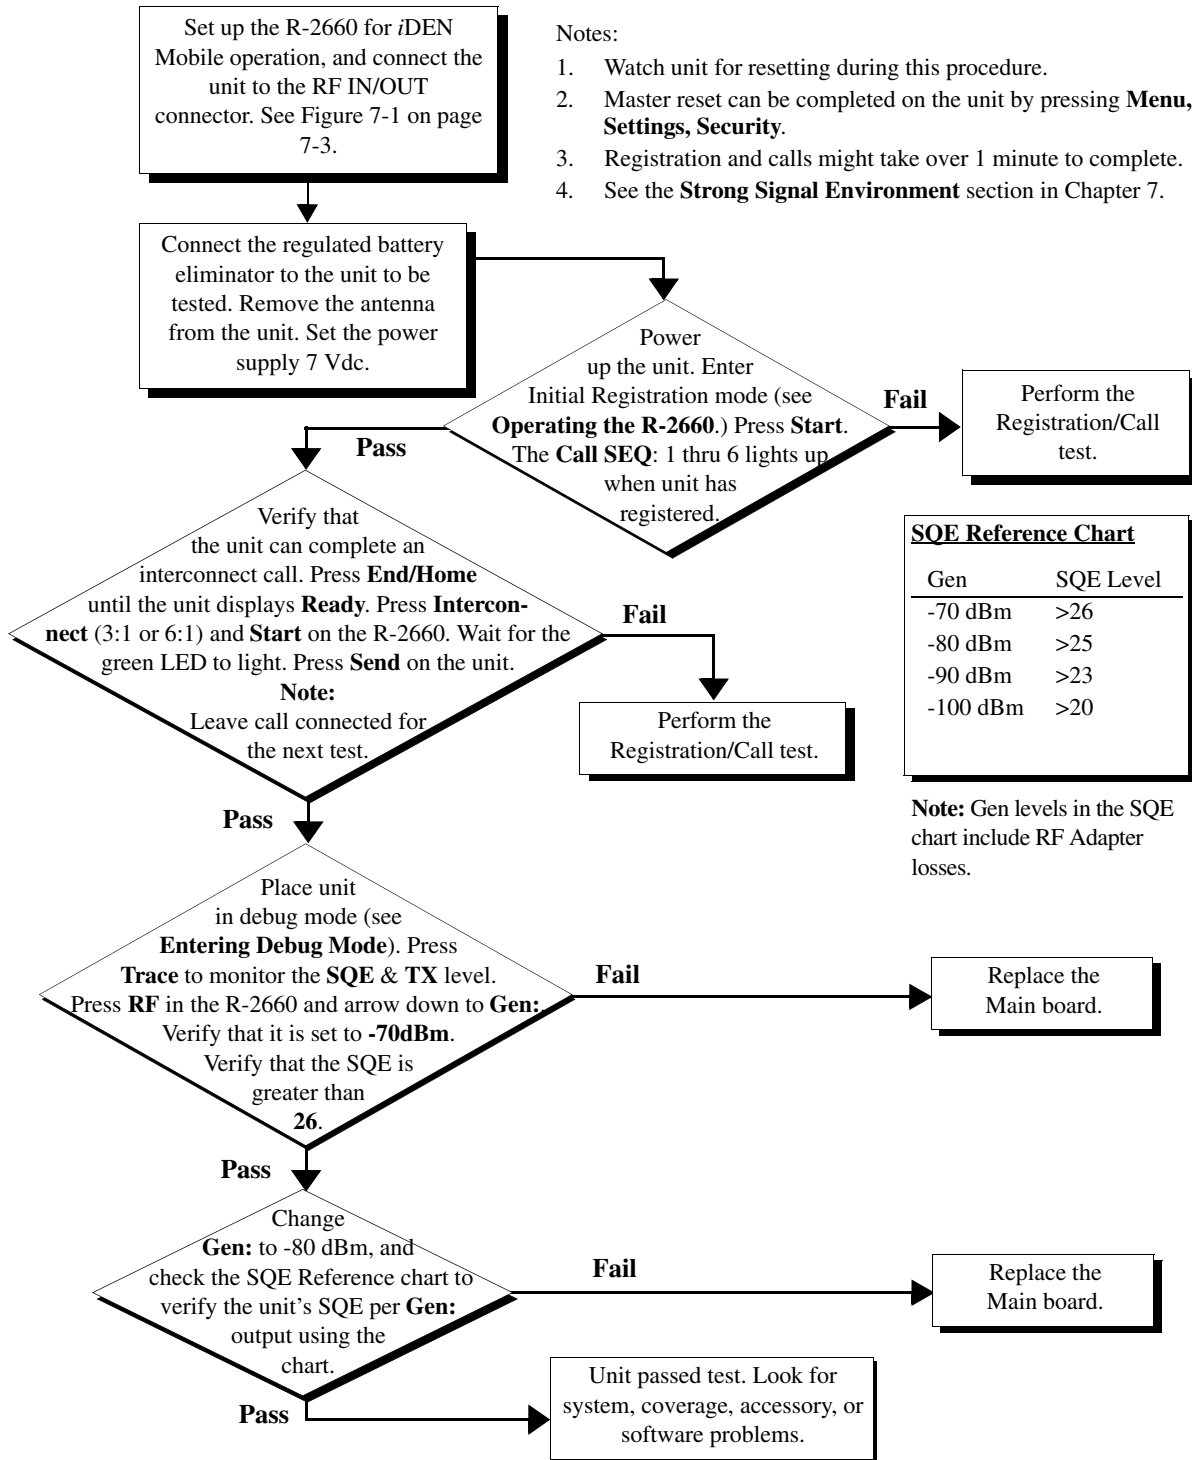 Set up the R-2660 for iDEN
Mobile operation, and connect the
unit to the RF IN/OUT
connector. See Figure 7-1 on page
7-3.
Notes:
1. Watch unit for resetting during this procedure.
2. Master reset can be completed on the unit by pressing Menu,
Settings, Security.
3. Registration and calls might take over 1 minute to complete.
4. See the Strong Signal Environment section in Chapter 7.
Connect the regulated battery
eliminator to the unit to be
tested. Remove the antenna
from the unit. Set the power
supply 7 Vdc.
Power
up the unit. Enter
Initial Registration mode (see
Operating the R-2660.) Press Start.
The Call SEQ: 1 thru 6 lights up
when unit has
registered.
Fail
Perform the
Registration/Call
test.
Pass
Verify that
the unit can complete an
interconnect call. Press End/Home
until the unit displays Ready. Press Intercon-
nect (3:1 or 6:1) and Start on the R-2660. Wait for the
green LED to light. Press Send on the unit.
Note:
Leave call connected for
the next test.
Fail
Perform the
Registration/Call test.
SQE Reference Chart
Gen SQE Level
-70 dBm >26
-80 dBm >25
-90 dBm >23
-100 dBm >20
Note: Gen levels in the SQE
chart include RF Adapter
losses.
Pass
Place unit
in debug mode (see
Entering Debug Mode). Press
Trace to monitor the SQE & TX level.
Press RF in the R-2660 and arrow down to Gen:.
Verify that it is set to -70dBm.
Verify that the SQE is
greater than
26.
Fail
Replace the
Main board.
Pass
Change
Gen: to -80 dBm, and
check the SQE Reference chart to
verify the unit's SQE per Gen:
output using the
chart.
Fail
Replace the
Main board.
Pass
Unit passed test. Look for
system, coverage, accessory, or
software problems.